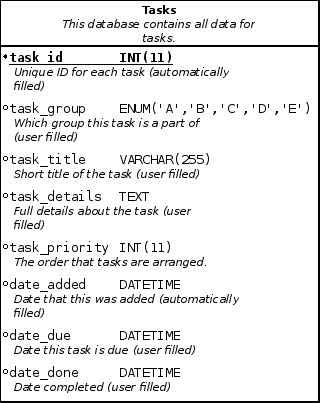 Tasks
This database contains all data for
tasks.
task_id INT(11)
Unique ID for each task (automatically
filled)
task_group ENUM('A','B','C','D','E')
Which group this task is a part of
(user filled)
task_title VARCHAR(255)
Short title of the task (user filled)
task_details TEXT
Full details about the task (user
filled)
task_priority INT(11)
The order that tasks are arranged.
date_added DATETIME
Date that this was added (automatically
filled)
date_due DATETIME
Date this task is due (user filled)
date_done DATETIME
Date completed (user filled)